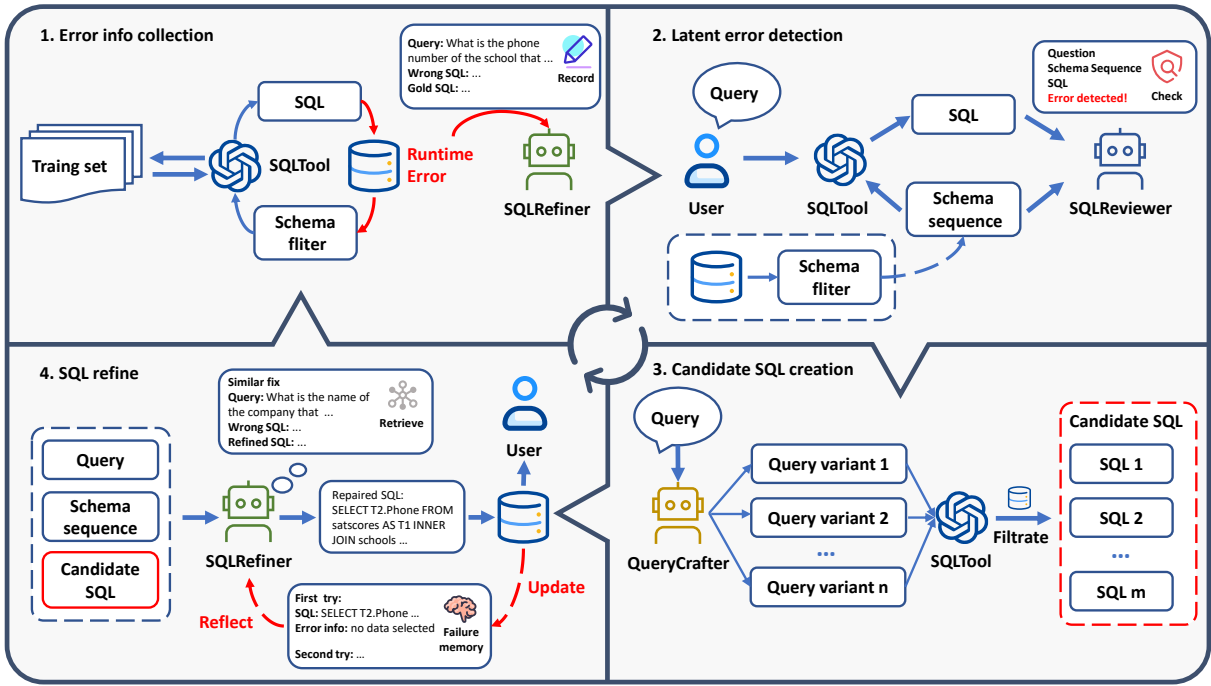 1. Error info collection
Query: What is the phone
number of the school that ...
Wrong SQL: ...
Gold SQL: ...
Record
SQL
Traing set
SQLTool
Runtime
Error
Schema
fliter
SQLRefiner
2. Latent error detection
Question
Schema Sequence
SQL
Error detected!
Check
Query
User
SQLTool
SQL
Schema
sequence
SQLReviewer
Schema
fliter
4. SQL refine
Similar fix
Query: What is the name of
the company that ...
Wrong SQL: ...
Refined SQL: ...
Retrieve
Query
Schema
sequence
Candidate
SQL
SQLRefiner
Repaired SQL:
SELECT T2.Phone FROM
satscores AS T1 INNER
JOIN schools ...
User
Update
Reflect
First try:
SQL: SELECT T2.Phone ...
Error info: no data selected
Second try: ...
Failure
memory
3. Candidate SQL creation
Query
QueryCrafter
Query variant 1
Query variant 2
...
Query variant n
SQLTool
Filtrate
Candidate SQL
SQL 1
SQL 2
...
SQL m